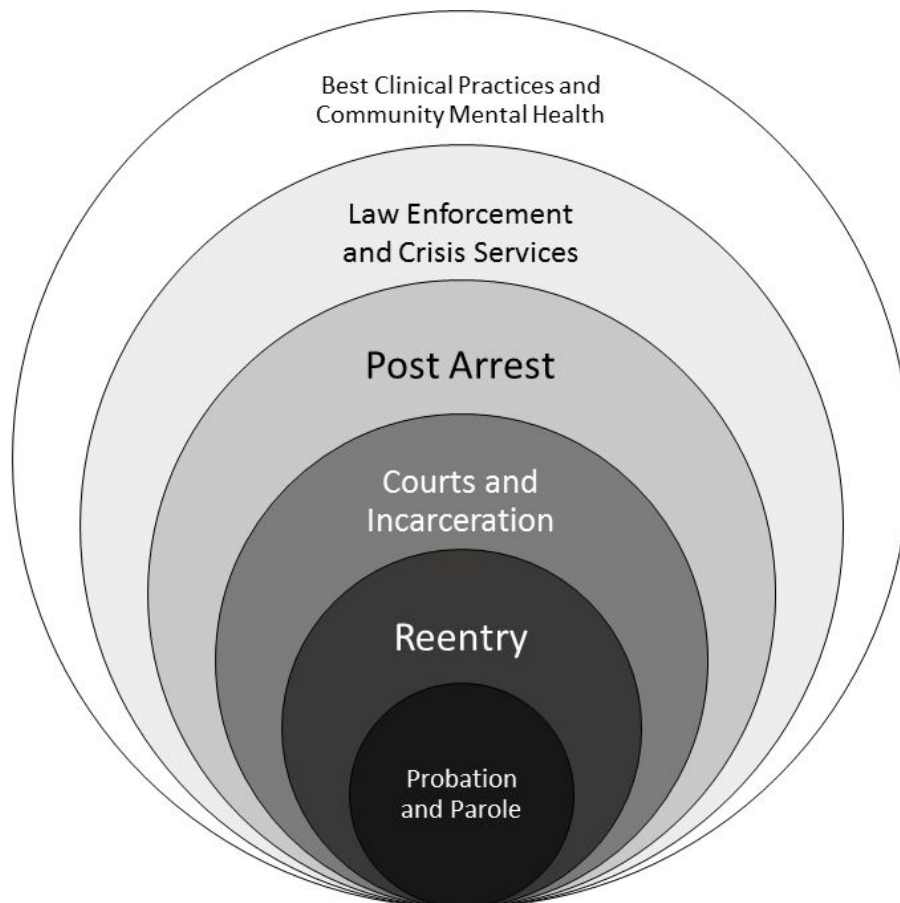 Best Clinical Practices and
Community Mental Health
Law Enforcement
and Crisis Services
Post Arrest
Courts and
Incarceration
Reentry
Probation
and Parole